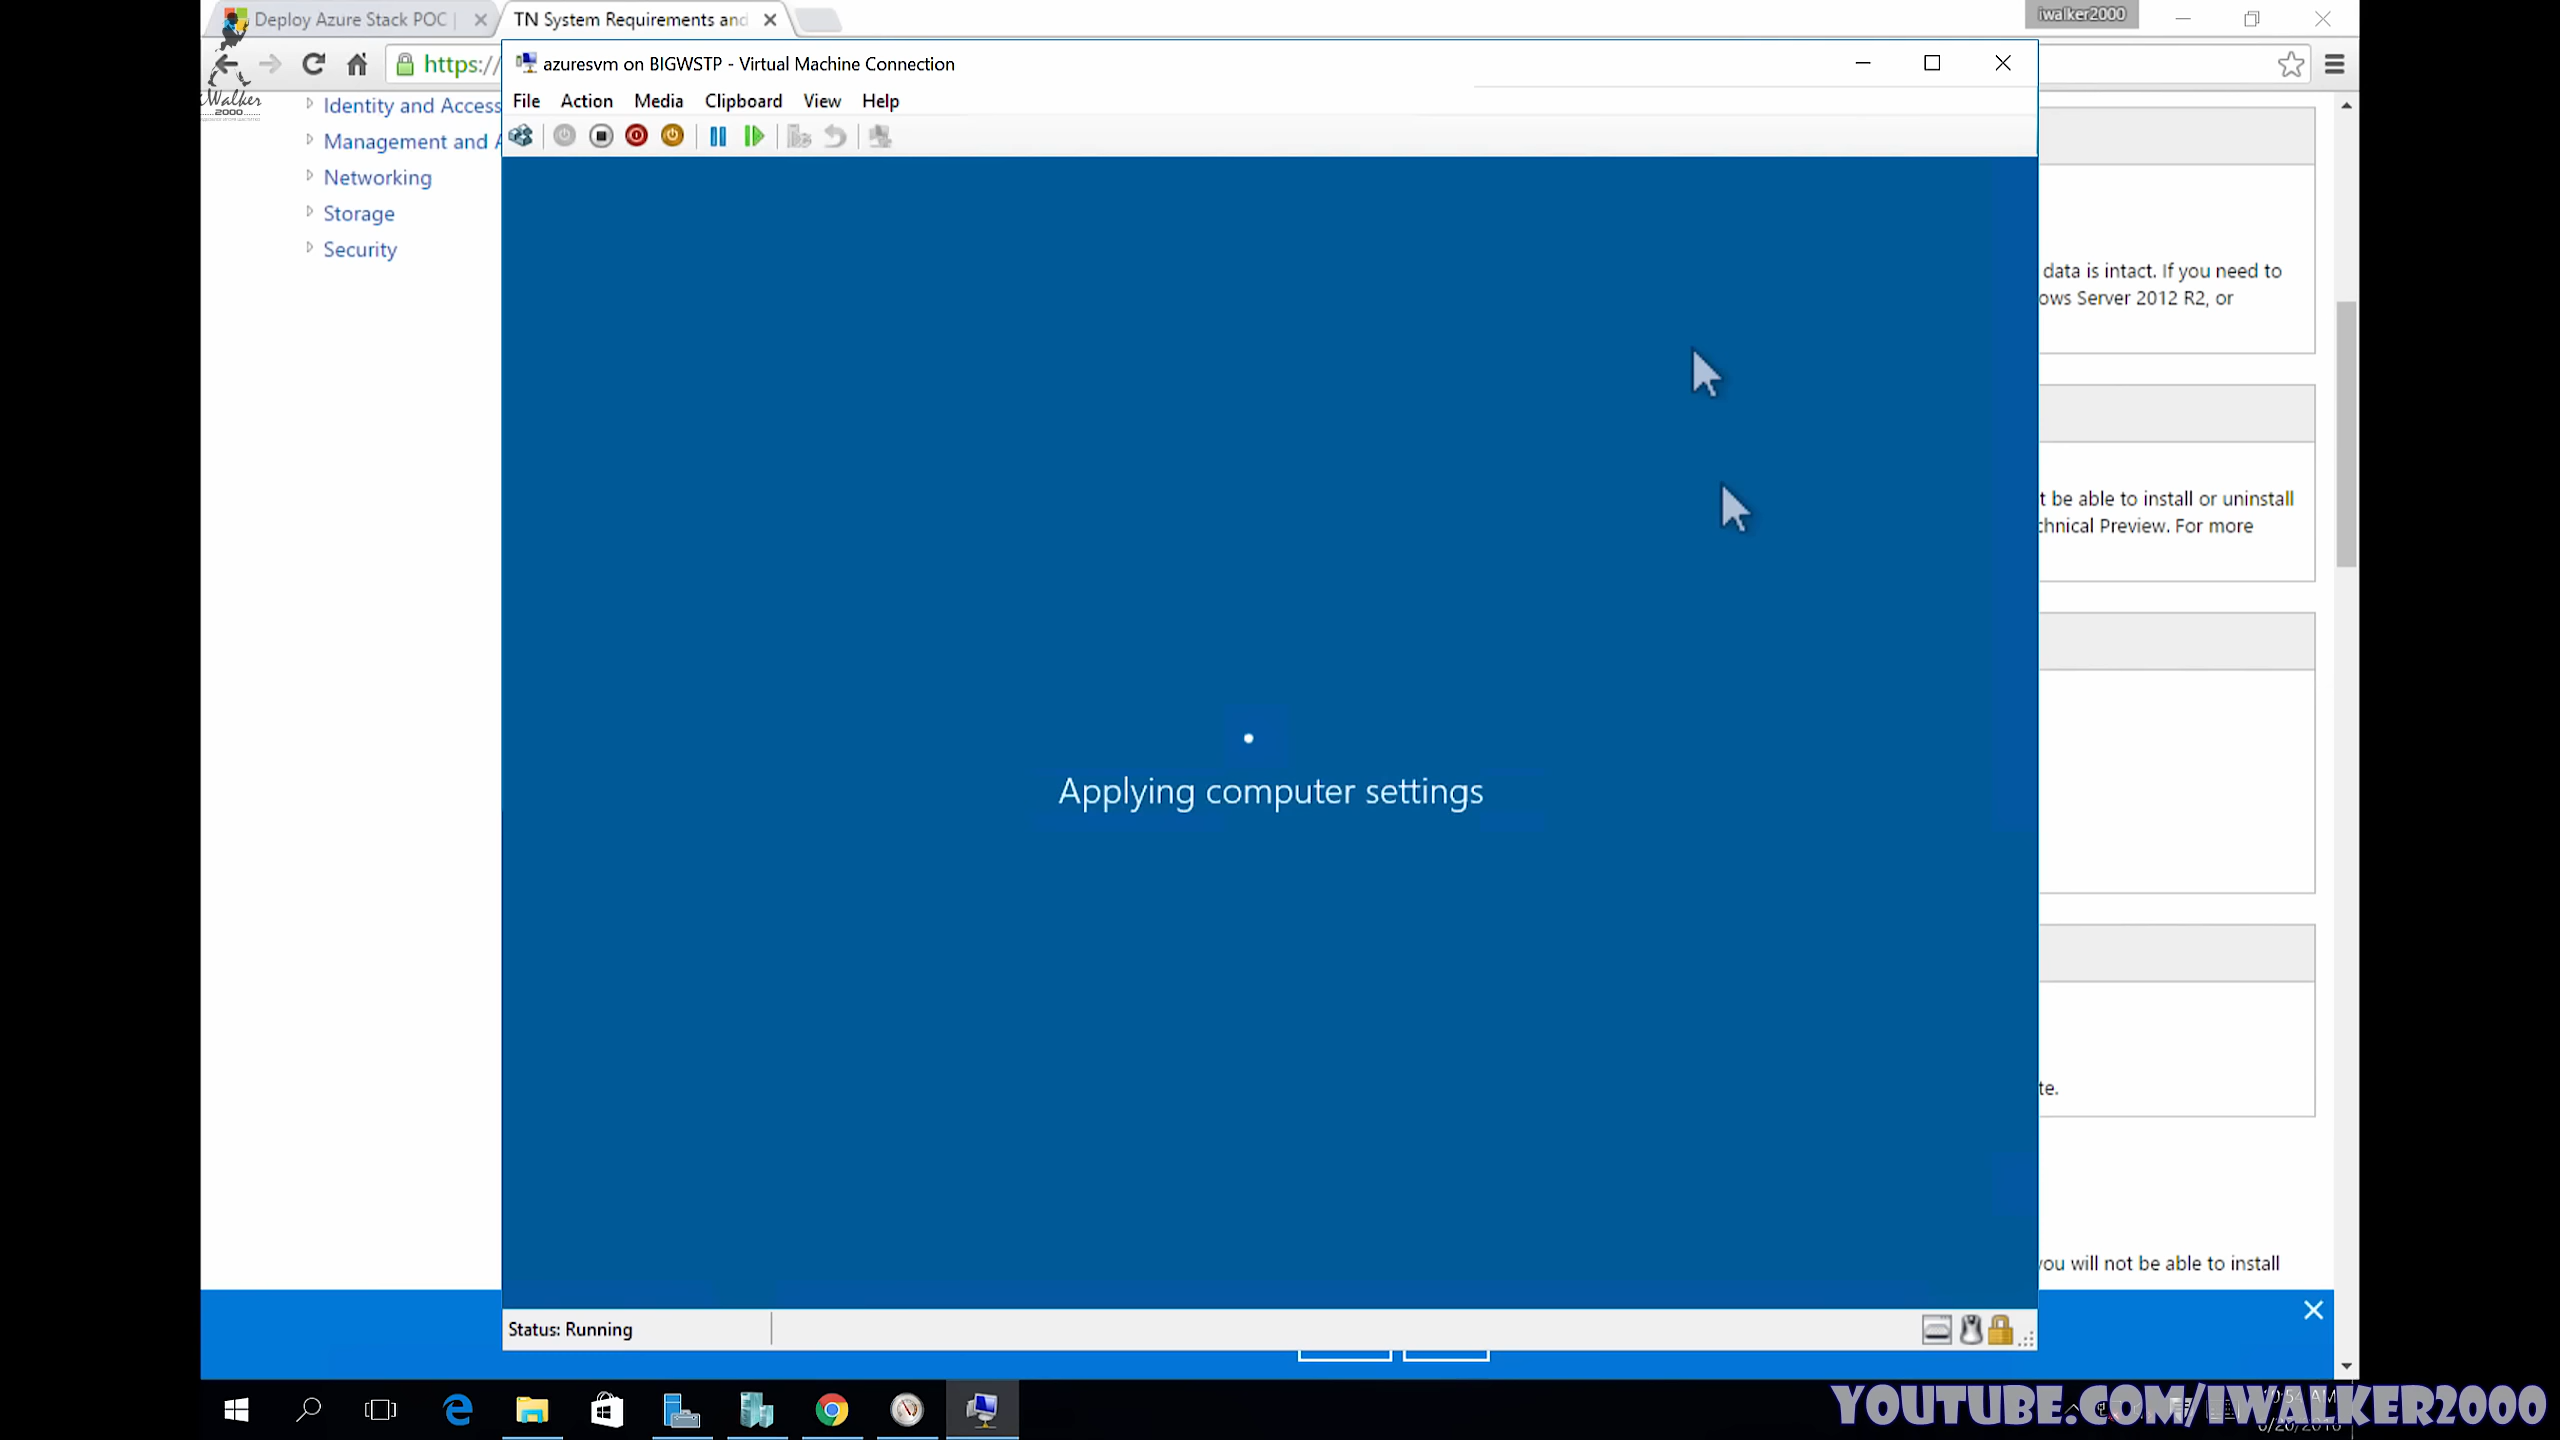 Deploy Azure Stack POC |
TN System Requirements and
iwalker2000
https://
iWalker
2000
azuresvm on BIGWSTP - Virtual Machine Connection
File Action Media Clipboard View Help
Identity and Access
Management and A
Networking
Storage
Security
data is intact. If you need to
ows Server 2012 R2, or
t be able to install or uninstall
chnical Preview. For more
Applying computer settings
te.
you will not be able to install
Status: Running
YOUTUBE.COM/IWALKER2000